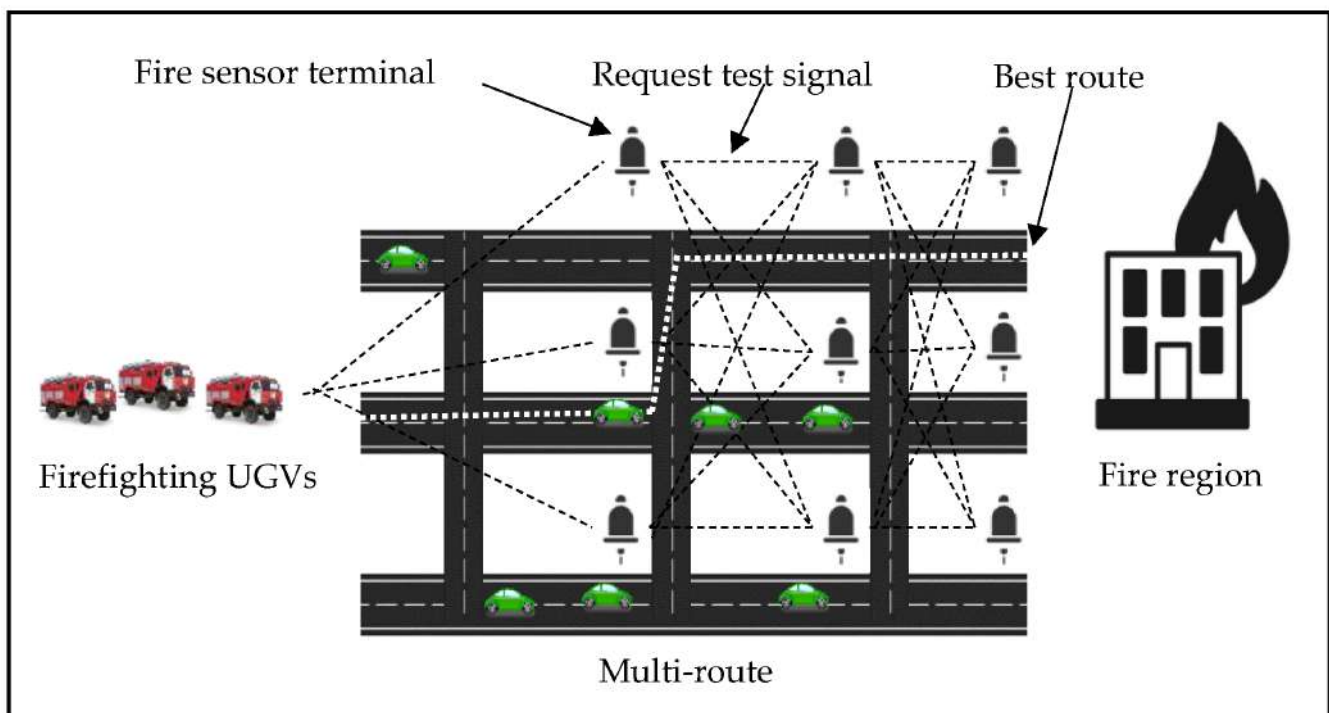 Fire sensor terminal
Request test signal
Best route
Firefighting UGVs
Fire region
Multi-route